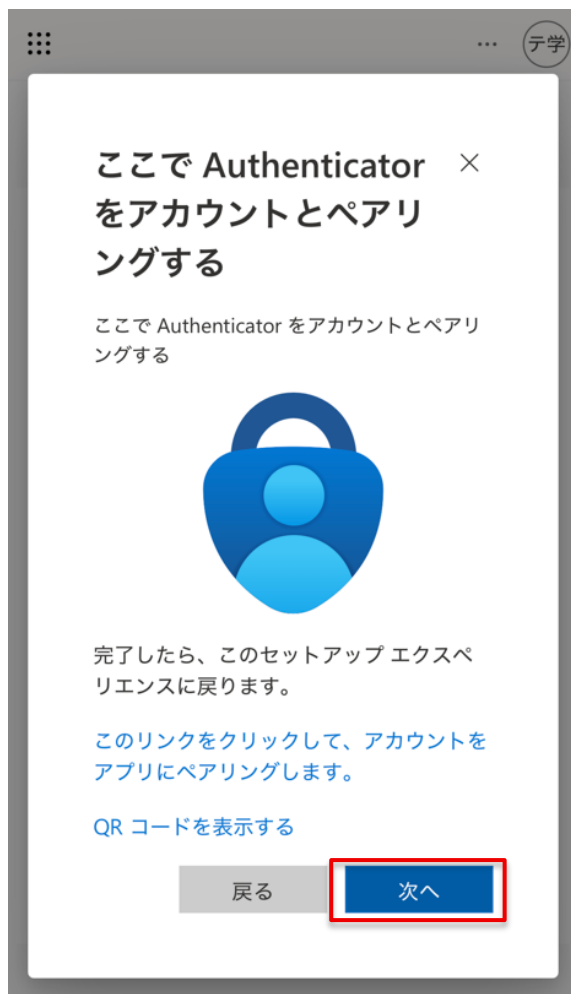 …
テ学
ここで Authenticator
をアカウントとペアリ
ングする
ここで Authenticator をアカウントとペアリ
ングする
完了したら、このセットアップ エクスペ
リエンスに戻ります。
このリンクをクリックして、アカウントを
アプリにペアリングします。
QR コードを表示する
戻る
次へ